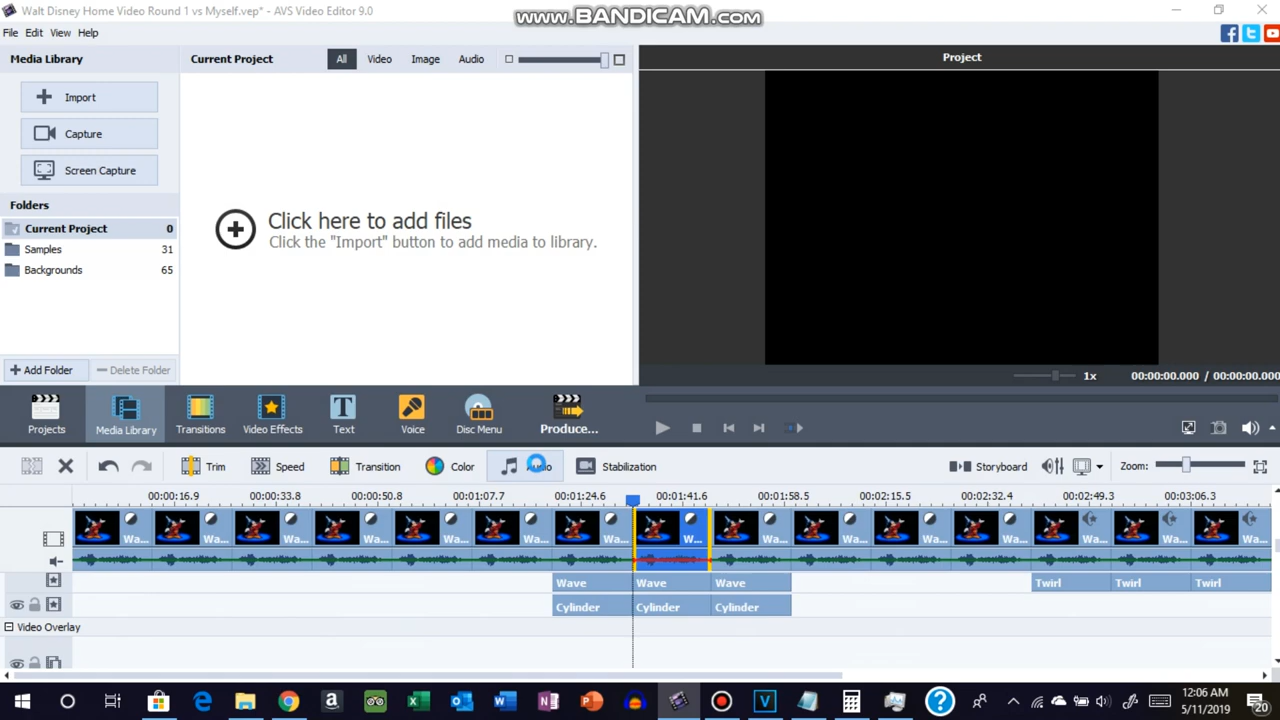 Walt Disney Home Video Round 1 vs Myself.vep* - AVS Video Editor 9.0
www.BANDICAM.com
File Edit View Help
Media Library
Current Project All Video Image Audio
Project
Import
Capture
Screen Capture
Folders
Current Project 0
Samples 31
Backgrounds 65
Click here to add files
Click the "Import" button to add media to library.
Add Folder Delete Folder
1x 00:00:00.000 / 00:00:00.000
Projects Media Library Transitions Video Effects Text Voice Disc Menu Produce...
Trim Speed Transition Color Audio Stabilization Storyboard Zoom:
00:00:16.9 00:00:33.8 00:00:50.8 00:01:07.7 00:01:24.6 00:01:41.6 00:01:58.5 00:02:15.5 00:02:32.4 00:02:49.3 00:03:06.3
Wa... Wa... Wa... Wa... Wa... Wa... Wa... W... Wa... Wa... Wa... Wa... Wa... Wa... Wa...
Wave Wave Wave Twirl Twirl Twirl
Cylinder Cylinder Cylinder
Video Overlay
12:06 AM
5/11/2019
20